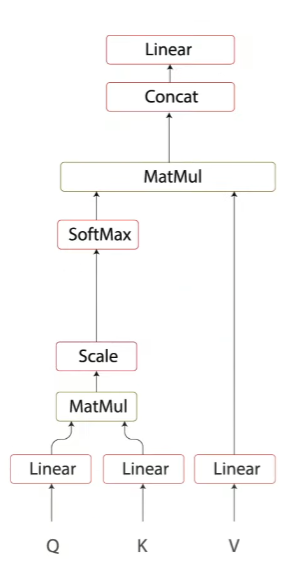 Linear
Concat
MatMul
SoftMax
Scale
MatMul
Linear Linear Linear
Q K V